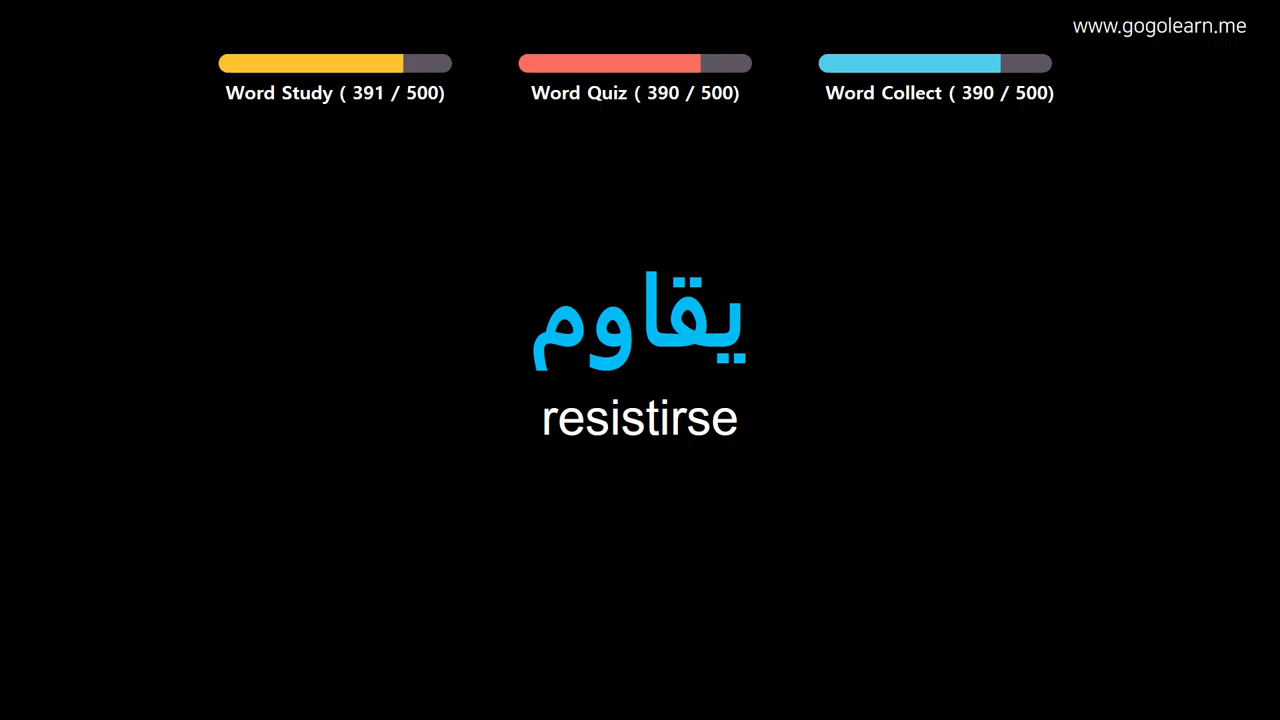 www.gogolearn.me
Word Study ( 391 / 500)
Word Quiz ( 390 / 500)
Word Collect ( 390 / 500)
يقاوم
resistirse